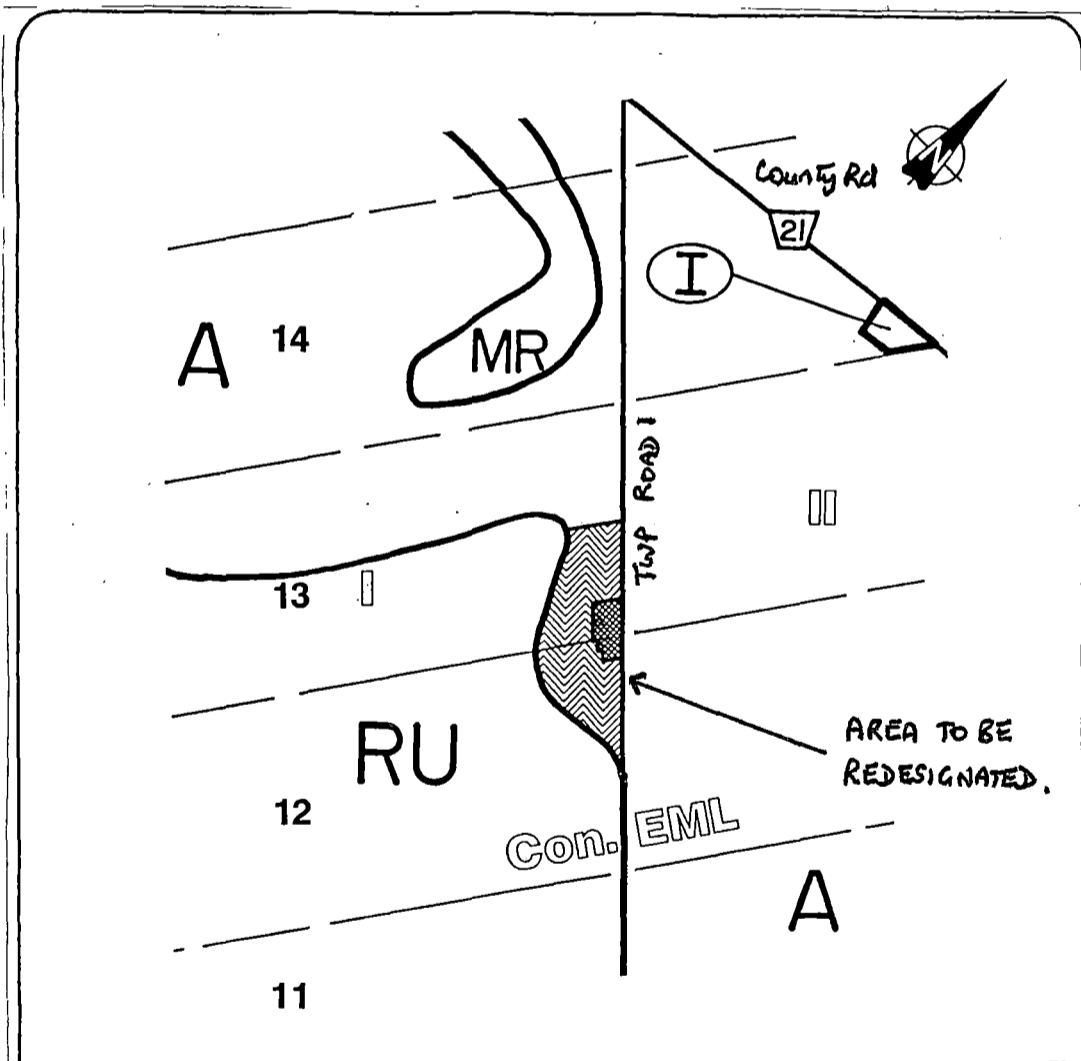 N
County Rd
21
I
A
14
MR
TWP ROAD 1
II
13
I
RU
AREA TO BE
REDESIGNATED.
12
Con. EML
A
11